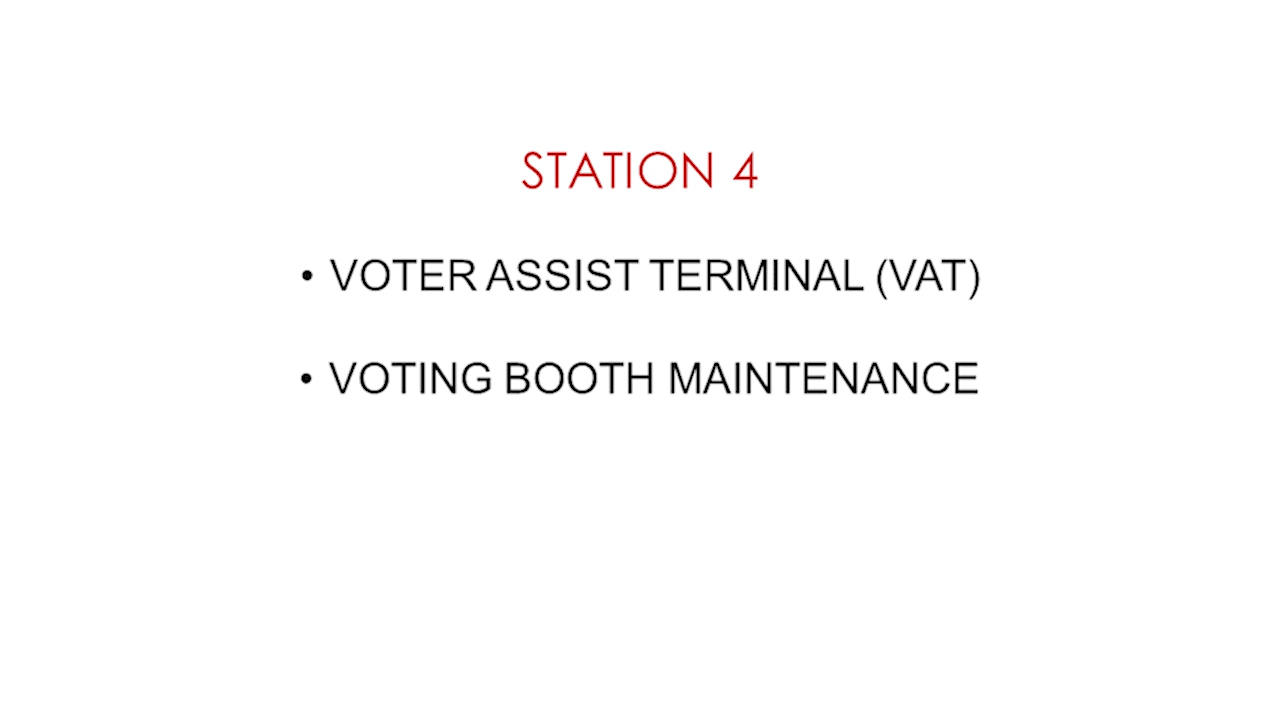 STATION 4
• VOTER ASSIST TERMINAL (VAT)
• VOTING BOOTH MAINTENANCE